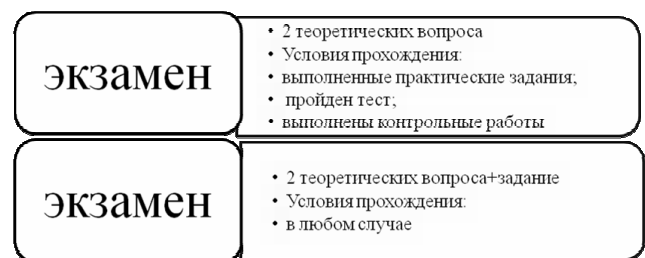 экзамен
• 2 теоретических вопроса
• Условия прохождения:
• выполненные практические задания;
• пройден тест;
• выполнены контрольные работы
экзамен
• 2 теоретических вопроса+задание
• Условия прохождения:
• в любом случае